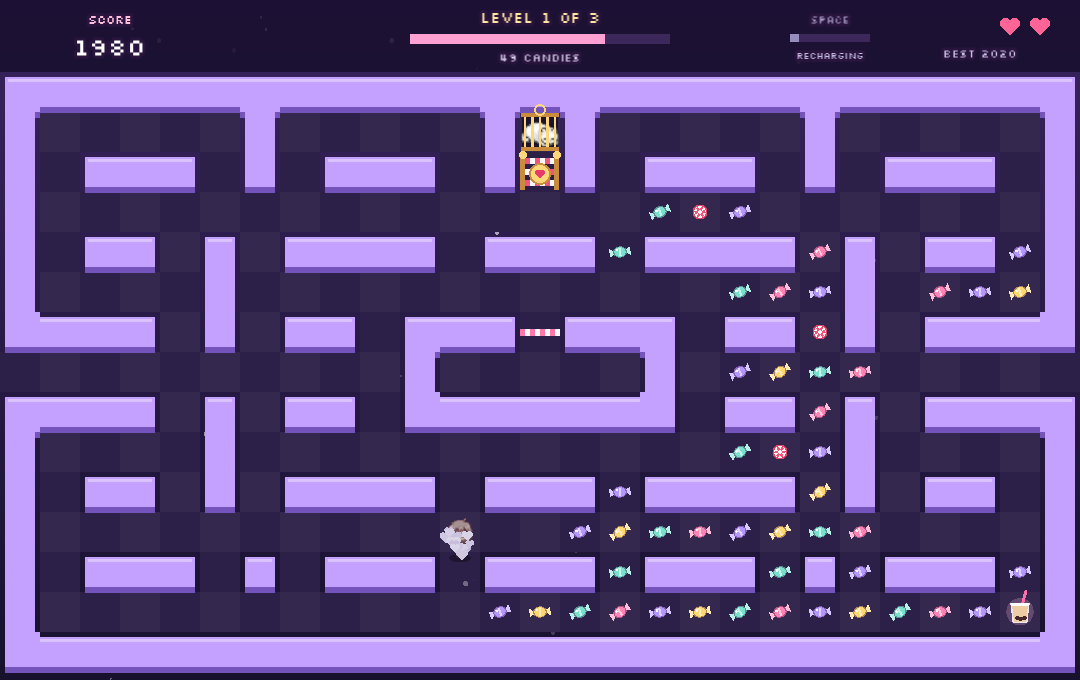 SCORE
1980
LEVEL 1 OF 3
49 CANDIES
SPACE
RECHARGING
BEST 2020